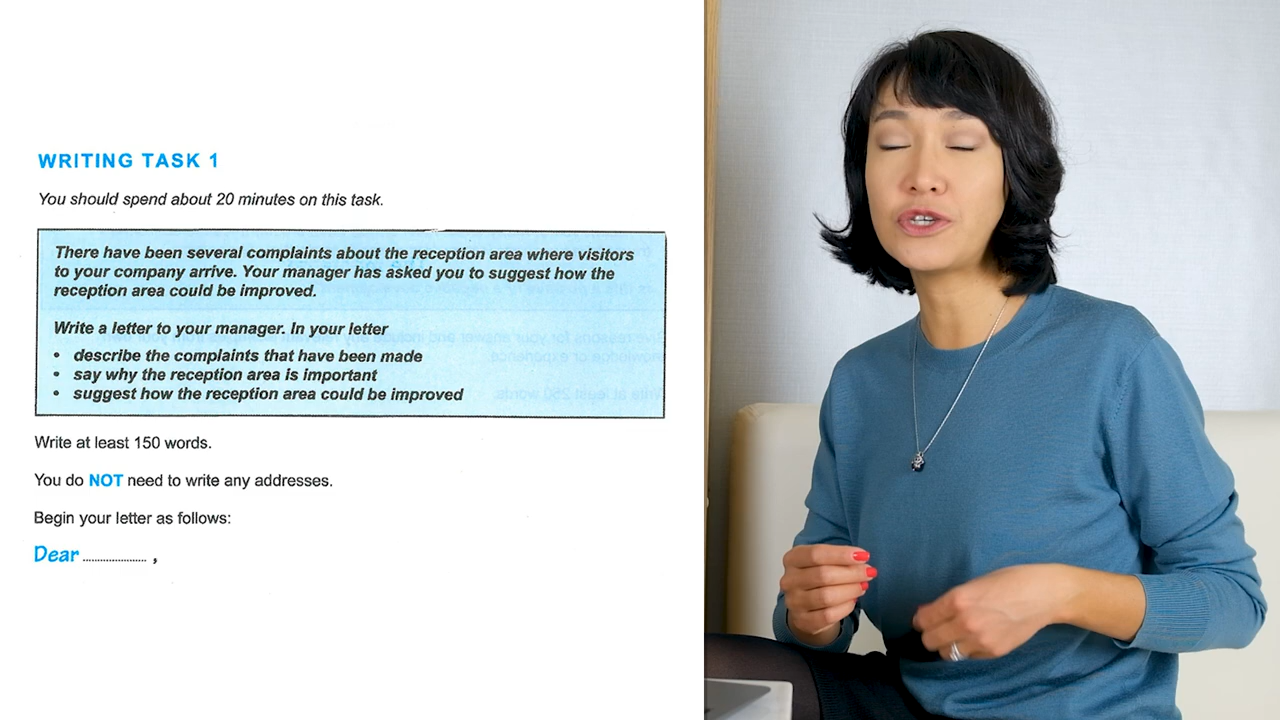 WRITING TASK 1
You should spend about 20 minutes on this task.
There have been several complaints about the reception area where visitors
to your company arrive. Your manager has asked you to suggest how the
reception area could be improved.
Write a letter to your manager. In your letter
• describe the complaints that have been made
• say why the reception area is important
• suggest how the reception area could be improved
Write at least 150 words.
You do NOT need to write any addresses.
Begin your letter as follows:
Dear ..................... ,